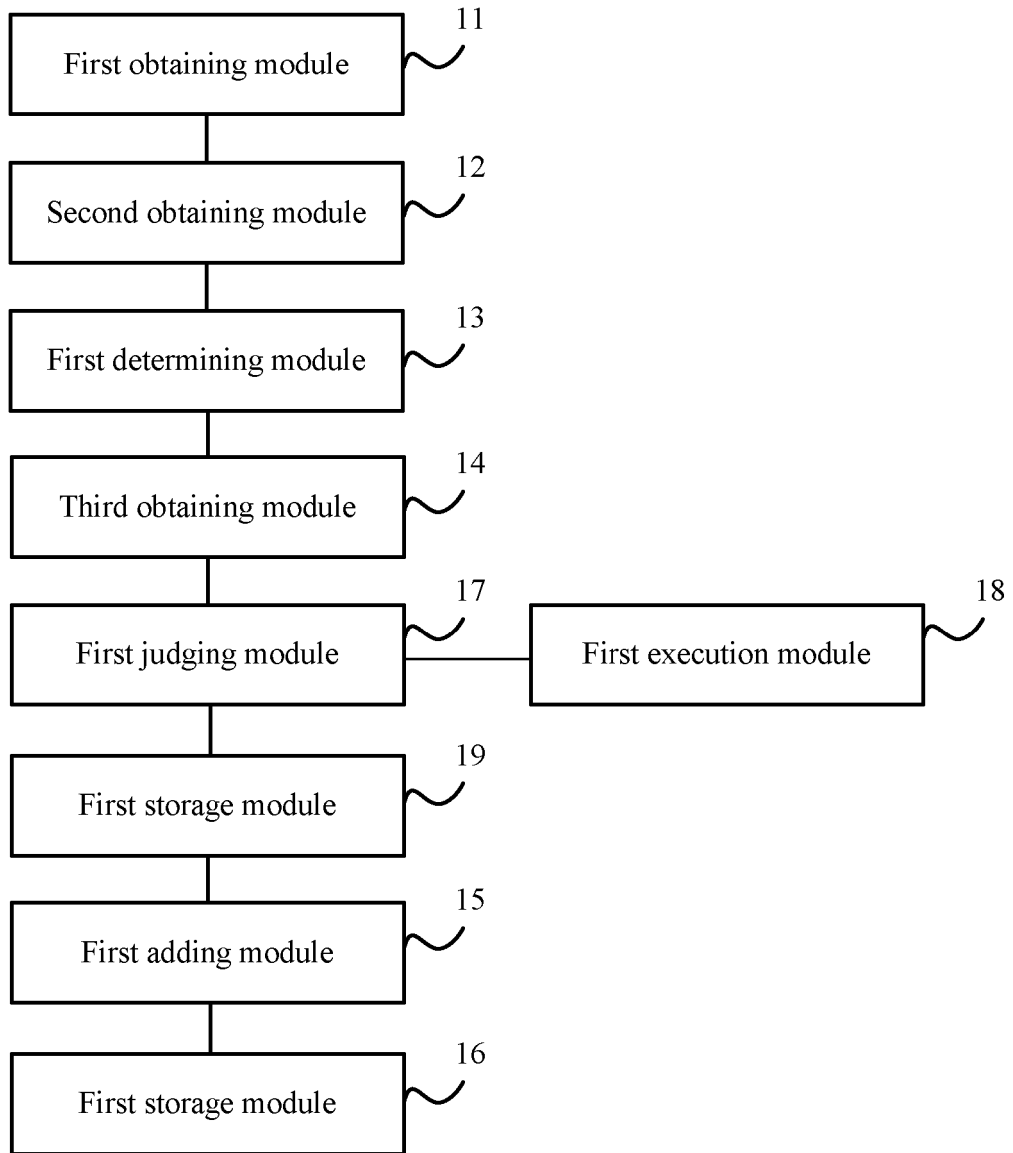 11
First obtaining module
12
Second obtaining module
13
First determining module
14
Third obtaining module
17
First judging module
18
First execution module
19
First storage module
15
First adding module
16
First storage module